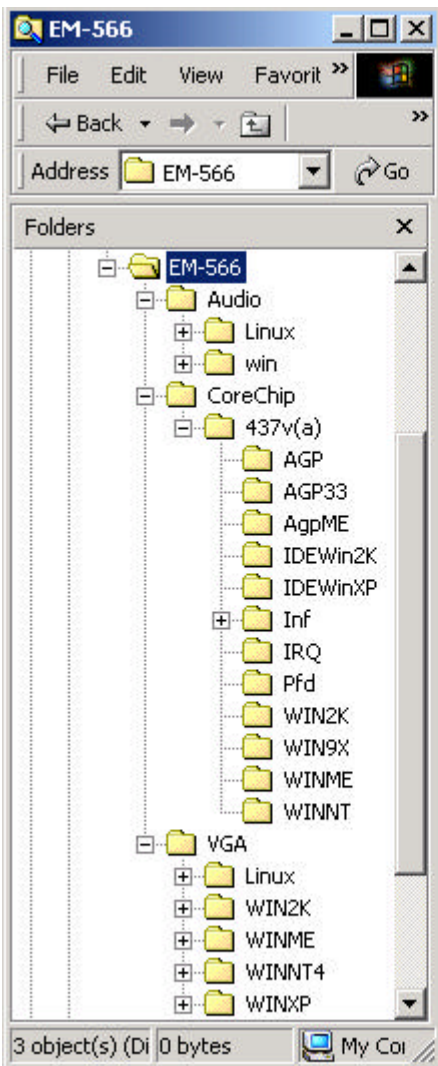 EM-566
File Edit View Favorit »
Back »
Address EM-566 Go
Folders
EM-566
Audio
Linux
win
CoreChip
437v(a)
AGP
AGP33
AgpME
IDEWin2K
IDEWinXP
Inf
IRQ
Pfd
WIN2K
WIN9X
WINME
WINNT
VGA
Linux
WIN2K
WINME
WINNT4
WINXP
3 object(s) (Di 0 bytes My Coı